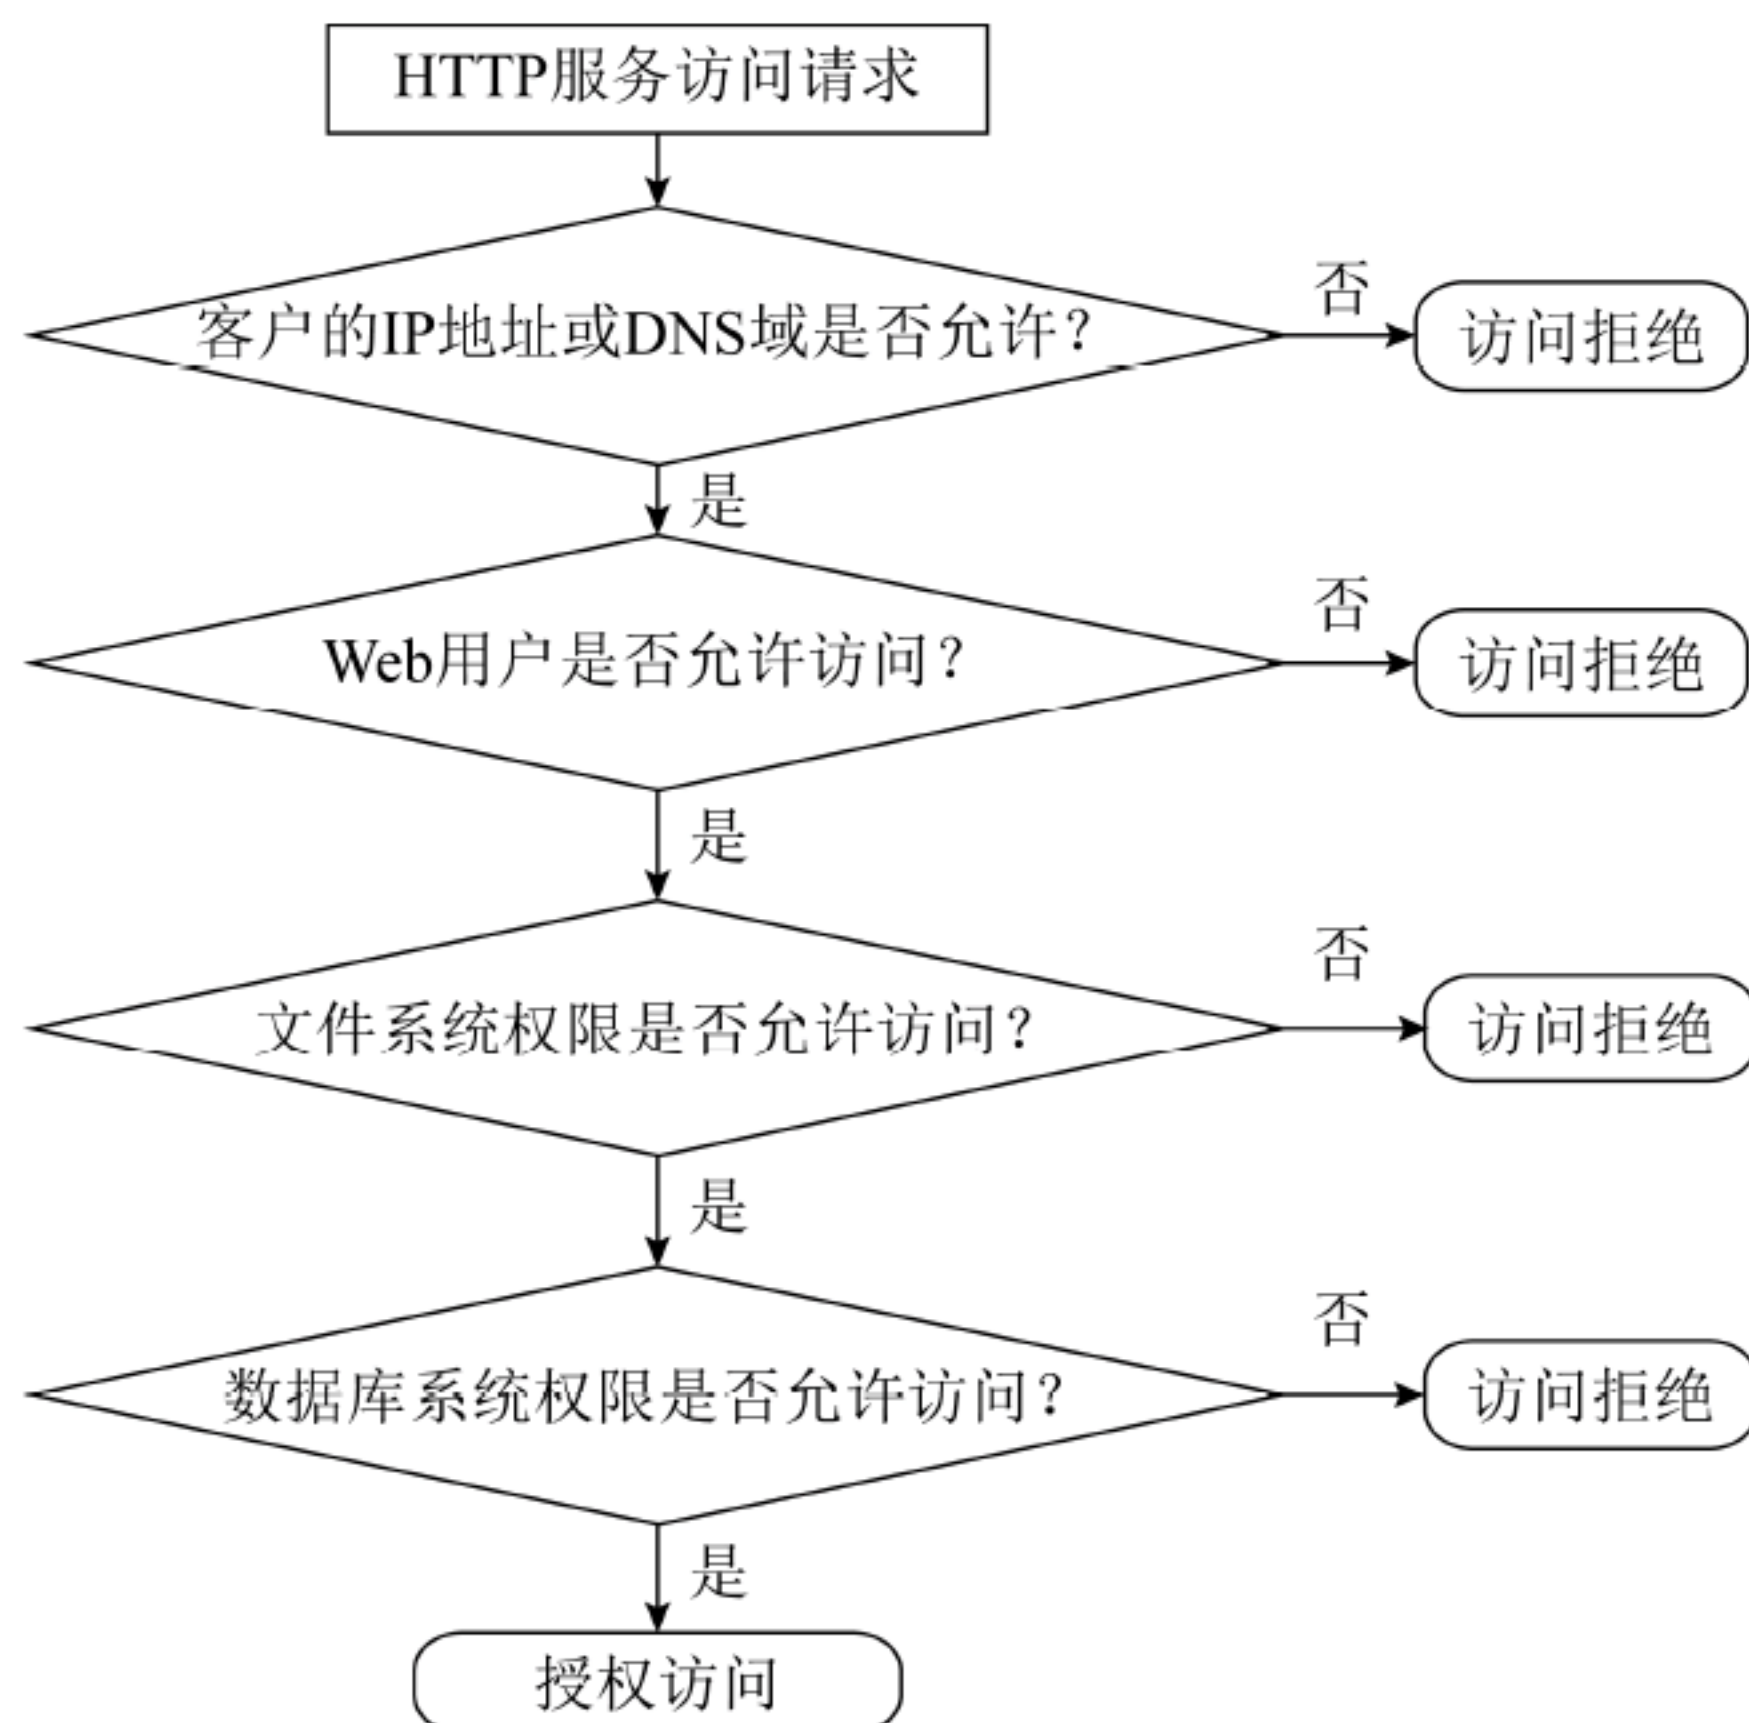 HTTP服务访问请求
客户的IP地址或DNS域是否允许？
否
访问拒绝
是
Web用户是否允许访问？
否
访问拒绝
是
文件系统权限是否允许访问？
否
访问拒绝
是
数据库系统权限是否允许访问？
否
访问拒绝
是
授权访问